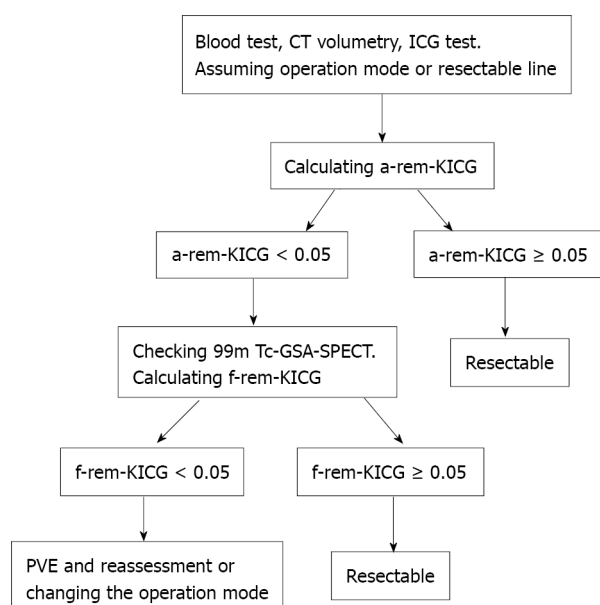 Blood test, CT volumetry, ICG test.
Assuming operation mode or resectable line
Calculating a-rem-KICG
a-rem-KICG < 0.05
a-rem-KICG ≥ 0.05
Checking 99m Tc-GSA-SPECT.
Calculating f-rem-KICG
Resectable
f-rem-KICG < 0.05
f-rem-KICG ≥ 0.05
PVE and reassessment or
changing the operation mode
Resectable